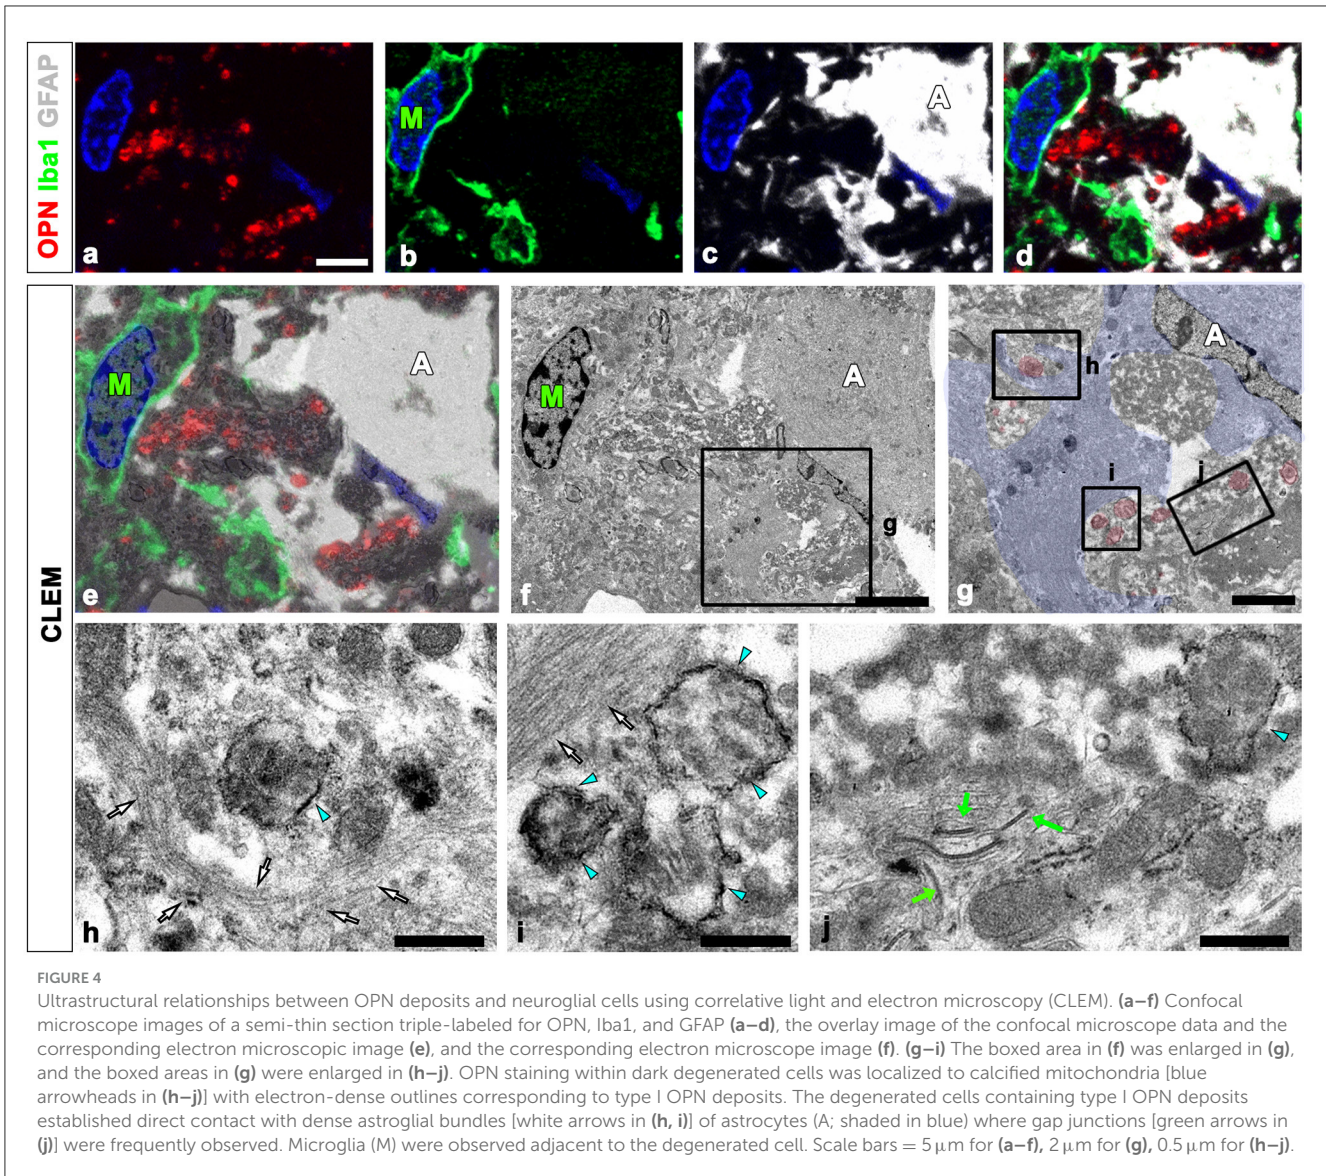 OPN Iba1 GFAP
a
M
b
A
c
d
CLEM
M
A
e
M
A
g
f
A
h
i
j
g
h
i
j
FIGURE 4
Ultrastructural relationships between OPN deposits and neuroglial cells using correlative light and electron microscopy (CLEM). (a–f) Confocal
microscope images of a semi-thin section triple-labeled for OPN, Iba1, and GFAP (a–d), the overlay image of the confocal microscope data and the
corresponding electron microscopic image (e), and the corresponding electron microscope image (f). (g–i) The boxed area in (f) was enlarged in (g),
and the boxed areas in (g) were enlarged in (h–j). OPN staining within dark degenerated cells was localized to calcified mitochondria [blue
arrowheads in (h–j)] with electron-dense outlines corresponding to type I OPN deposits. The degenerated cells containing type I OPN deposits
established direct contact with dense astroglial bundles [white arrows in (h, i)] of astrocytes (A; shaded in blue) where gap junctions [green arrows in
(j)] were frequently observed. Microglia (M) were observed adjacent to the degenerated cell. Scale bars = 5 μm for (a–f), 2 μm for (g), 0.5 μm for (h–j).